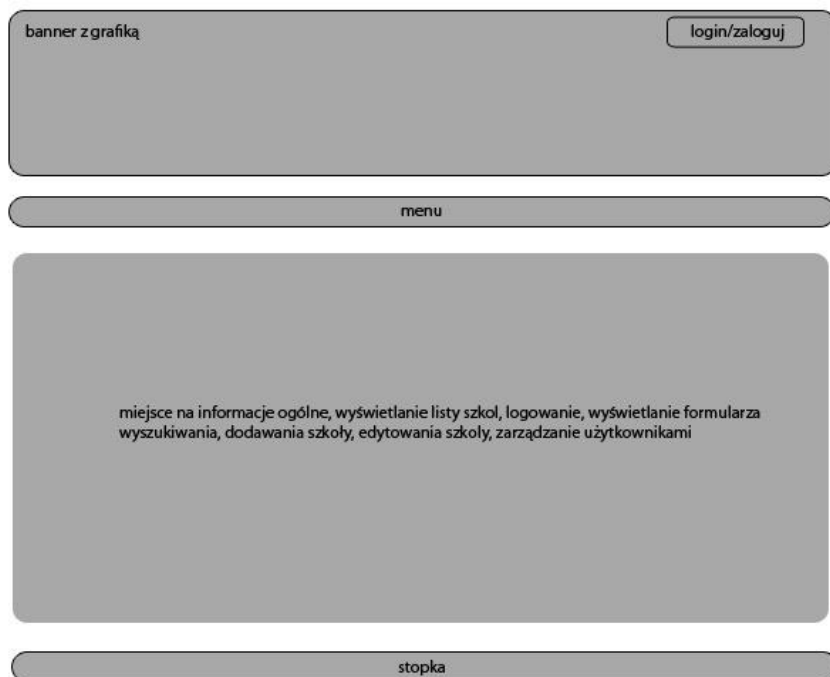 banner z grafiką
login/zaloguj
menu
miejsce na informacje ogólne, wyświetlanie listy szkol, logowanie, wyświetlanie formularza
wyszukiwania, dodawania szkoły, edytowania szkoly, zarządzanie użytkownikami
stopka